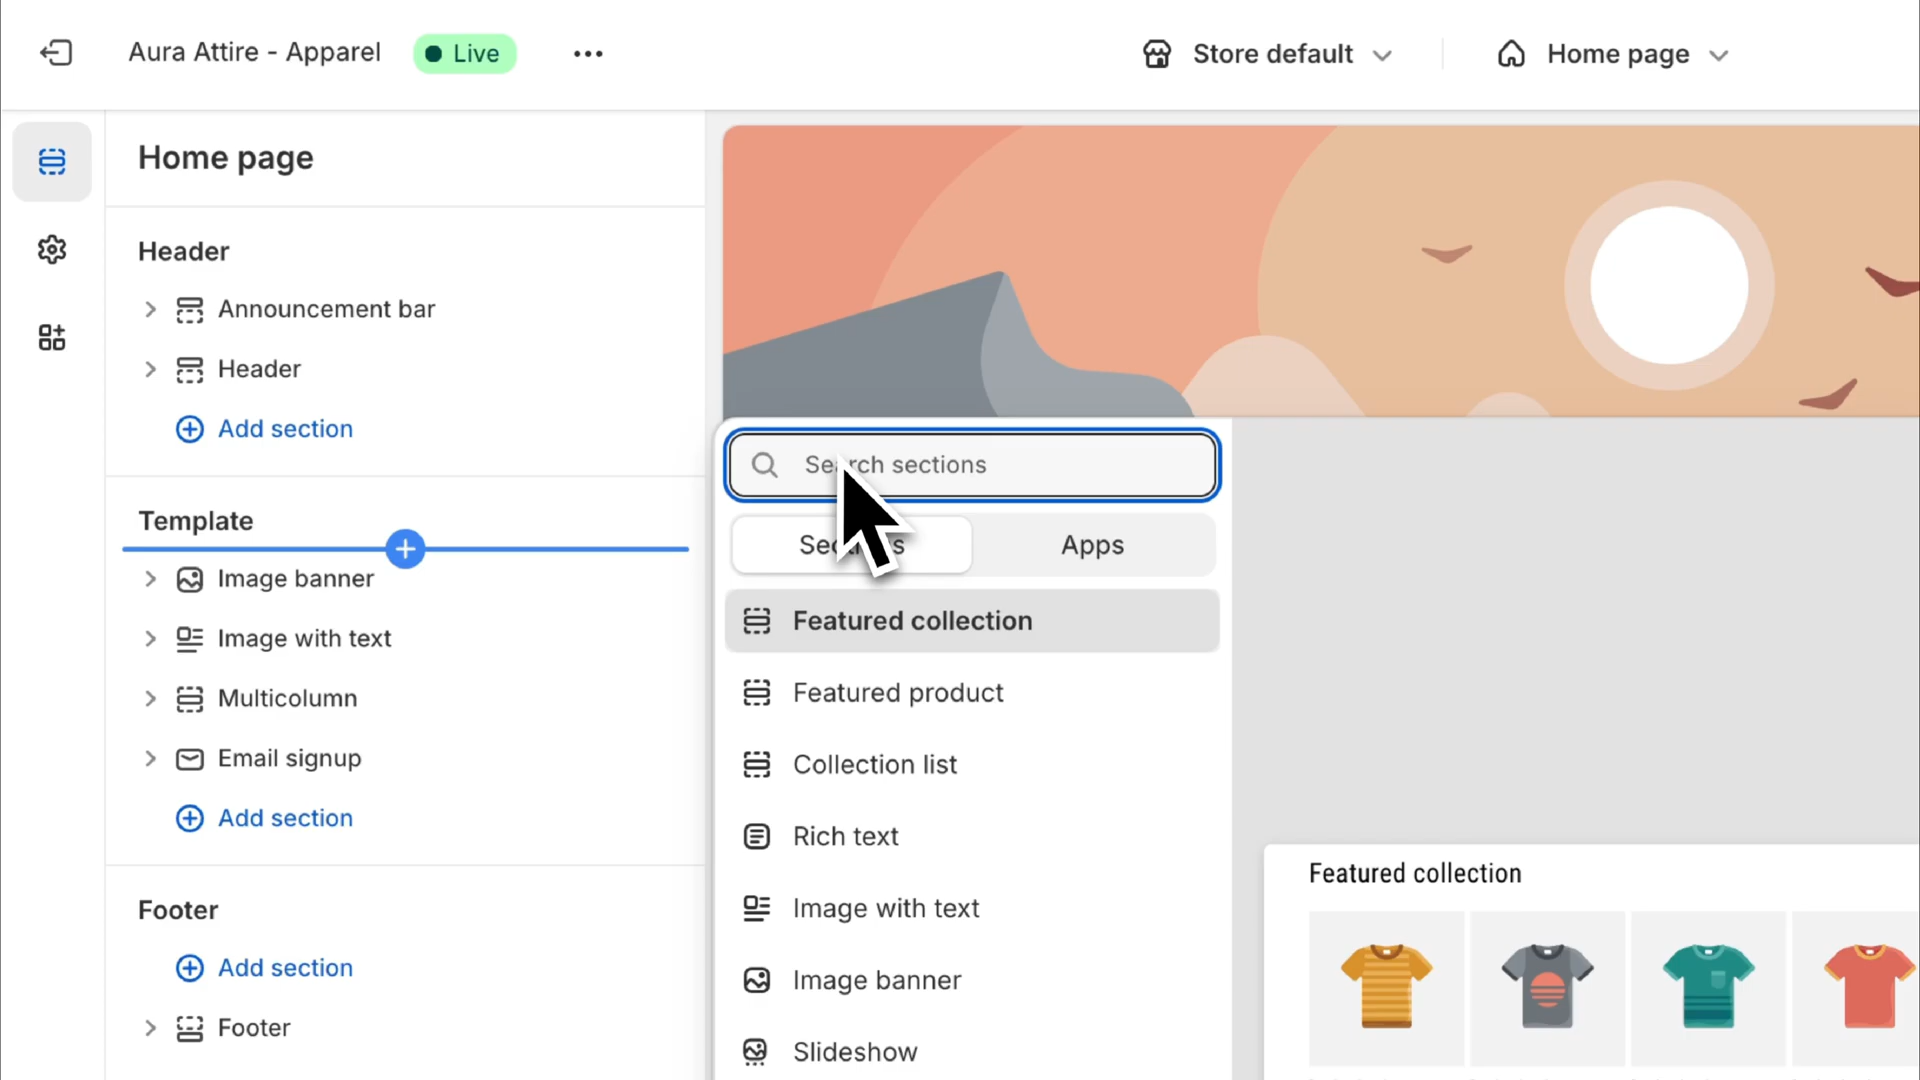 Aura Attire - Apparel
Live
Store default
Home page
Home page
Header
Announcement bar
Header
Add section
Template
Image banner
Image with text
Multicolumn
Email signup
Add section
Footer
Add section
Footer
Search sections
Sections
Apps
Featured collection
Featured product
Collection list
Rich text
Image with text
Image banner
Slideshow
Featured collection